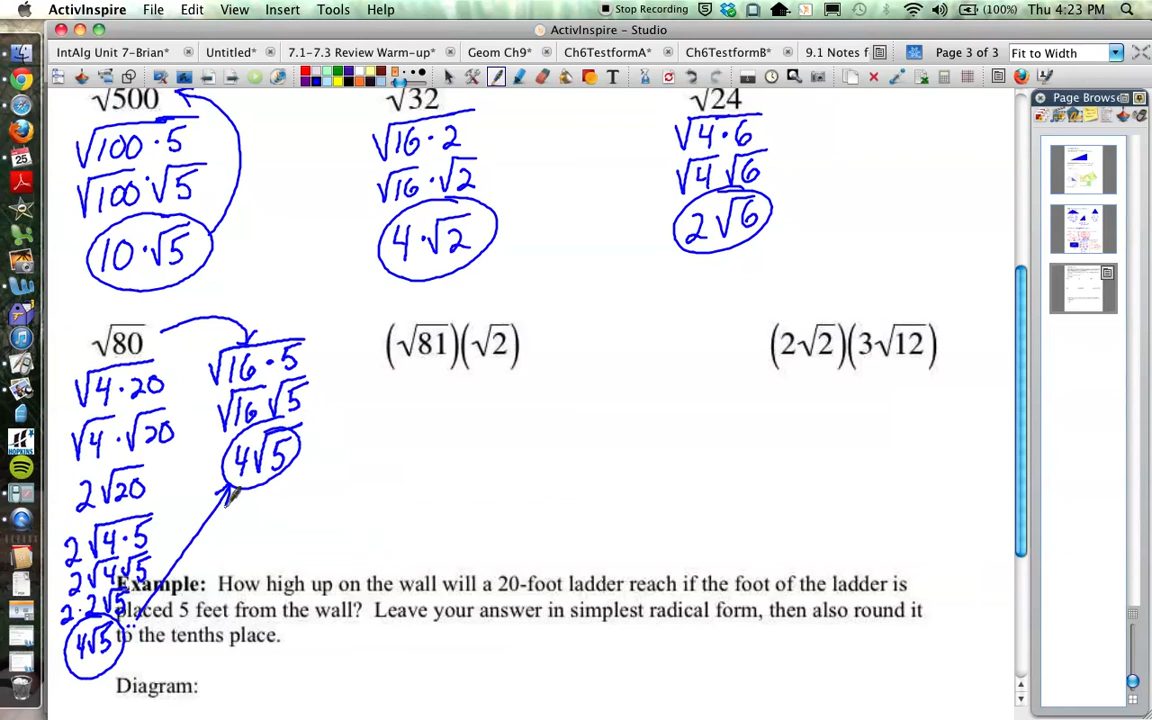 ActivInspire File Edit View Insert Tools Help Stop Recording (100%) Thu 4:23 PM
ActivInspire - Studio
IntAlg Unit 7-Brian* Untitled* 7.1-7.3 Review Warm-up* Geom Ch9* Ch6TestformA* Ch6TestformB* 9.1 Notes f Page 3 of 3 Fit to Width
Page Brows
√500 √32 √24
√100·5 √16·2 √4·6
√100·√5 √16·√2 √4√6
10·√5 4·√2 2√6
√80 (√81)(√2) (2√2)(3√12)
√4·20 √16·5
√4·√20 √16√5
2√20 4√5
2√4·5
2√4√5
2·2√5
4√5
Example: How high up on the wall will a 20-foot ladder reach if the foot of the ladder is
placed 5 feet from the wall? Leave your answer in simplest radical form, then also round it
to the tenths place.
Diagram: